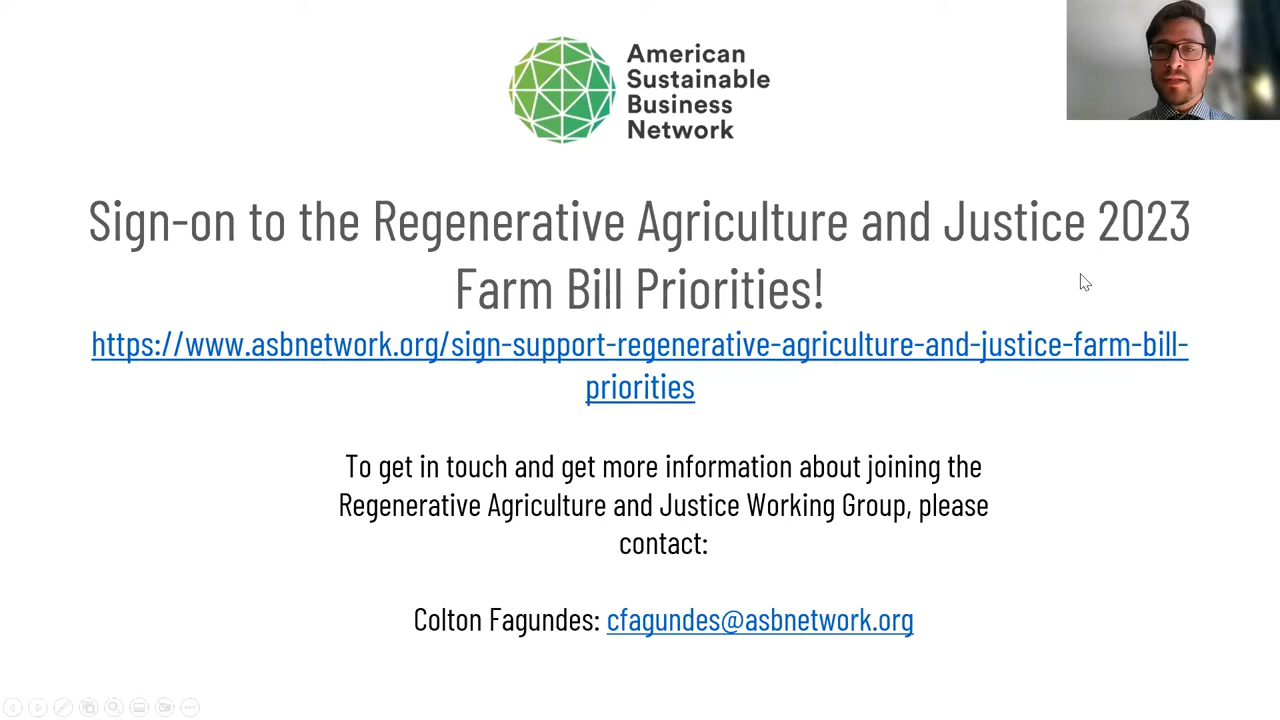 American
Sustainable
Business
Network
Sign-on to the Regenerative Agriculture and Justice 2023
Farm Bill Priorities!
https://www.asbnetwork.org/sign-support-regenerative-agriculture-and-justice-farm-bill-
priorities
To get in touch and get more information about joining the
Regenerative Agriculture and Justice Working Group, please
contact:
Colton Fagundes: cfagundes@asbnetwork.org